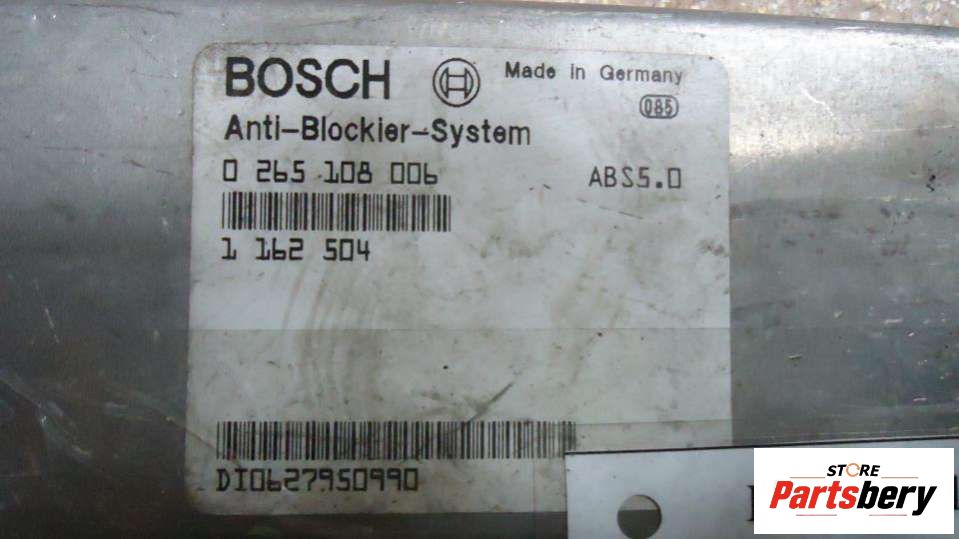 BOSCH
Made in Germany
085
Anti-Blockier-System
0 265 108 006
ABS5.0
1 162 504
DI0627950990
STORE
Partsbery